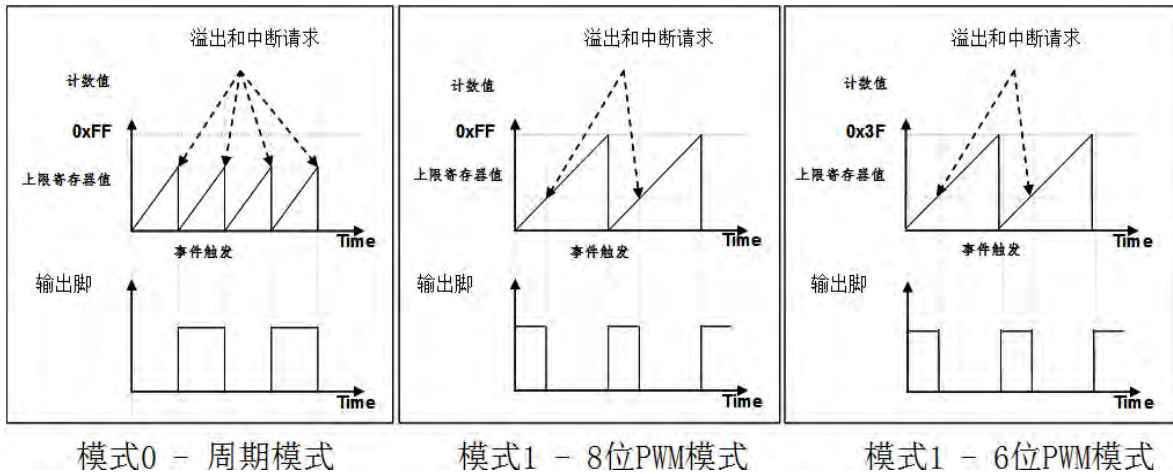 溢出和中断请求
计数值
0xFF
上限寄存器值
Time
事件触发
输出脚
Time
模式0 - 周期模式
溢出和中断请求
计数值
0xFF
上限寄存器值
Time
事件触发
输出脚
Time
模式1 - 8位PWM模式
溢出和中断请求
计数值
0x3F
上限寄存器值
Time
事件触发
输出脚
Time
模式1 - 6位PWM模式